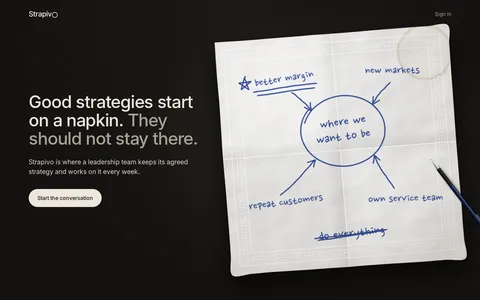 Strapivo
Sign in
Good strategies start
on a napkin. They
should not stay there.
Strapivo is where a leadership team keeps its agreed
strategy and works on it every week.
Start the conversation
better margin
new markets
where we
want to be
repeat customers
own service team
do everything